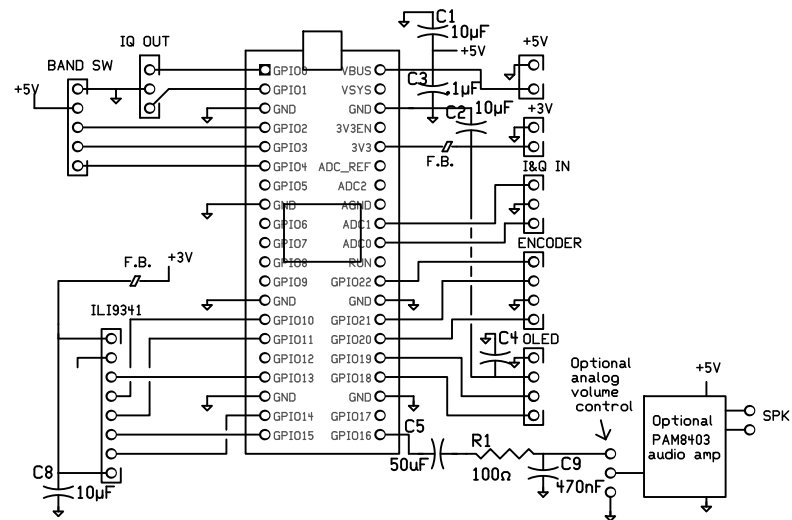 C1
10µF
+5V
+5V
IQ OUT
BAND SW
+5V
C3
.1µF
C2
10µF
+3V
F.B.
I&Q IN
ENCODER
GPIO0
GPIO1
GND
GPIO2
GPIO3
GPIO4
GPIO5
GND
GPIO6
GPIO7
GPIO8
GPIO9
GND
GPIO10
GPIO11
GPIO12
GPIO13
GND
GPIO14
GPIO15
VBUS
VSYS
GND
3V3EN
3V3
ADC_REF
ADC2
AGND
ADC1
ADC0
RUN
GPIO22
GND
GPIO21
GPIO20
GPIO19
GPIO18
GND
GPIO17
GPIO16
F.B.
+3V
ILI9341
C8
10µF
C4
OLED
C5
50uF
R1
100Ω
C9
470nF
Optional
analog
volume
control
+5V
Optional
PAM8403
audio amp
SPK